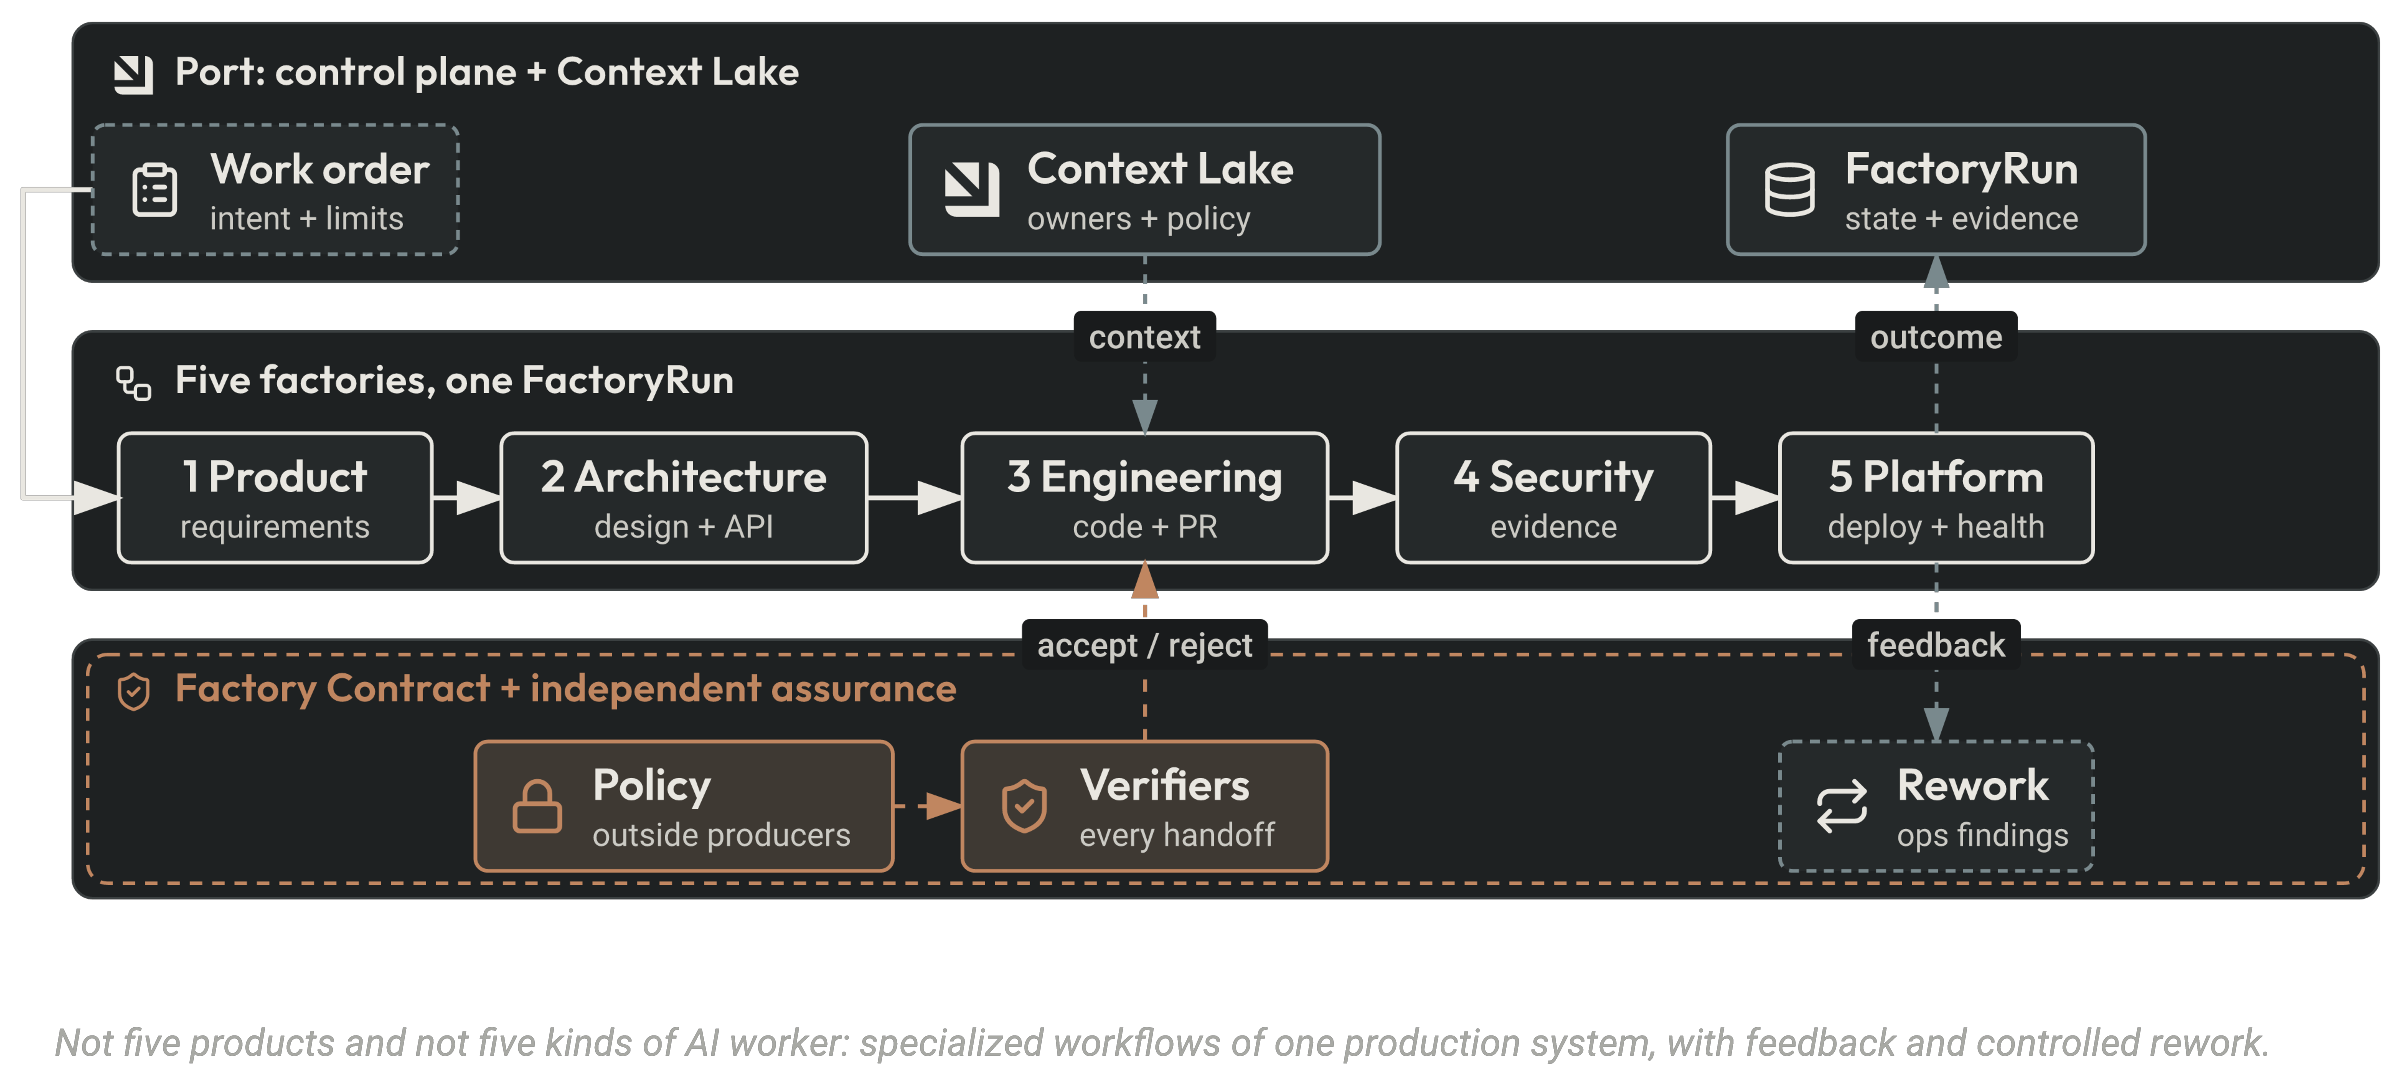 Port: control plane + Context Lake
Work order
intent + limits
Context Lake
owners + policy
FactoryRun
state + evidence
context
outcome
Five factories, one FactoryRun
1 Product
requirements
2 Architecture
design + API
3 Engineering
code + PR
4 Security
evidence
5 Platform
deploy + health
accept / reject
feedback
Factory Contract + independent assurance
Policy
outside producers
Verifiers
every handoff
Rework
ops findings
Not five products and not five kinds of AI worker: specialized workflows of one production system, with feedback and controlled rework.